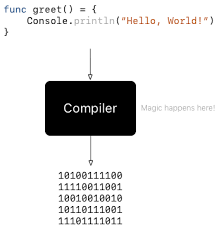 func greet() = {
    Console.println("Hello, World!")
}
Compiler
Magic happens here!
10100111100
11110011001
10010010010
10110111001
11101111011